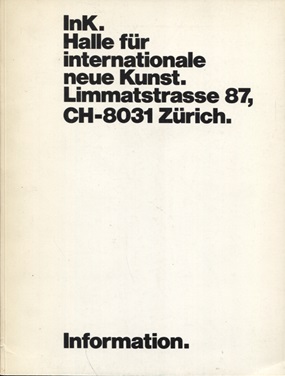 InK.
Halle für
internationale
neue Kunst.
Limmatstrasse 87,
CH-8031 Zürich.
Information.